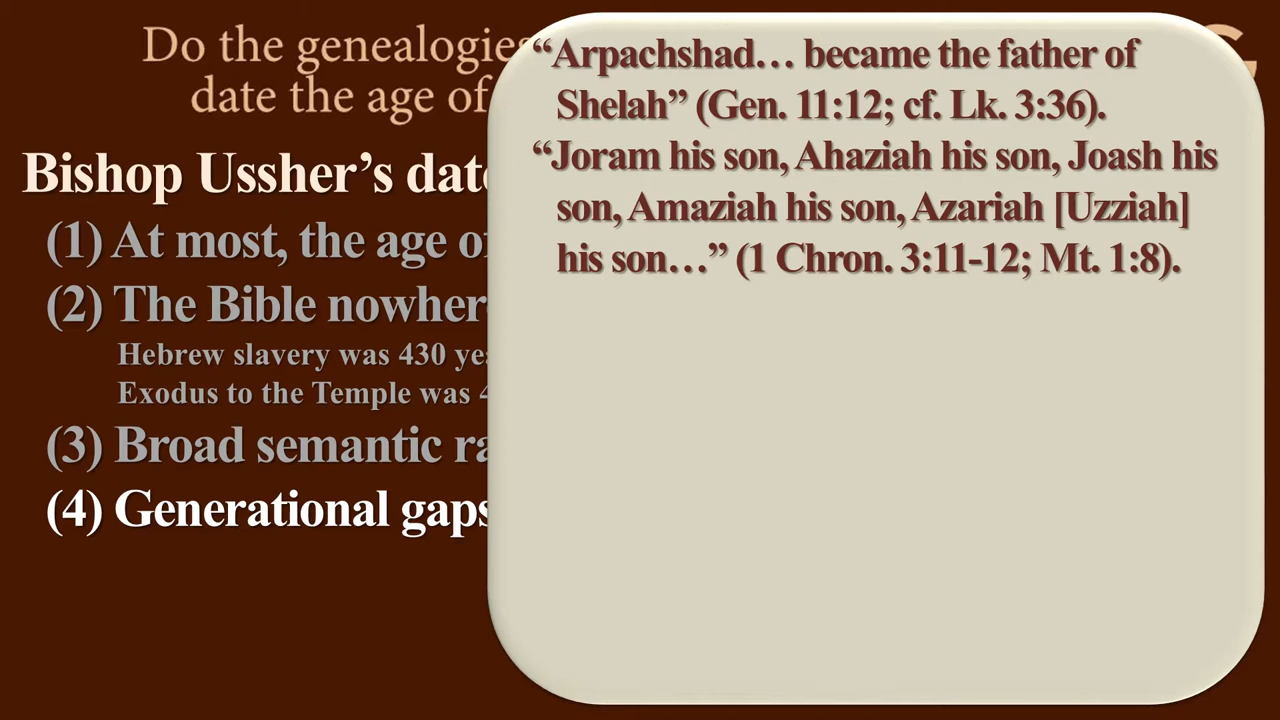 Do the genealogies
date the age of
Bishop Ussher’s date
(1) At most, the age of
(2) The Bible nowhere
Hebrew slavery was 430
Exodus to the Temple was
(3) Broad semantic
(4) Generational gaps
“Arpachshad… became the father of
Shelah” (Gen. 11:12; cf. Lk. 3:36).
“Joram his son, Ahaziah his son, Joash his
son, Amaziah his son, Azariah [Uzziah]
his son…” (1 Chron. 3:11-12; Mt. 1:8).